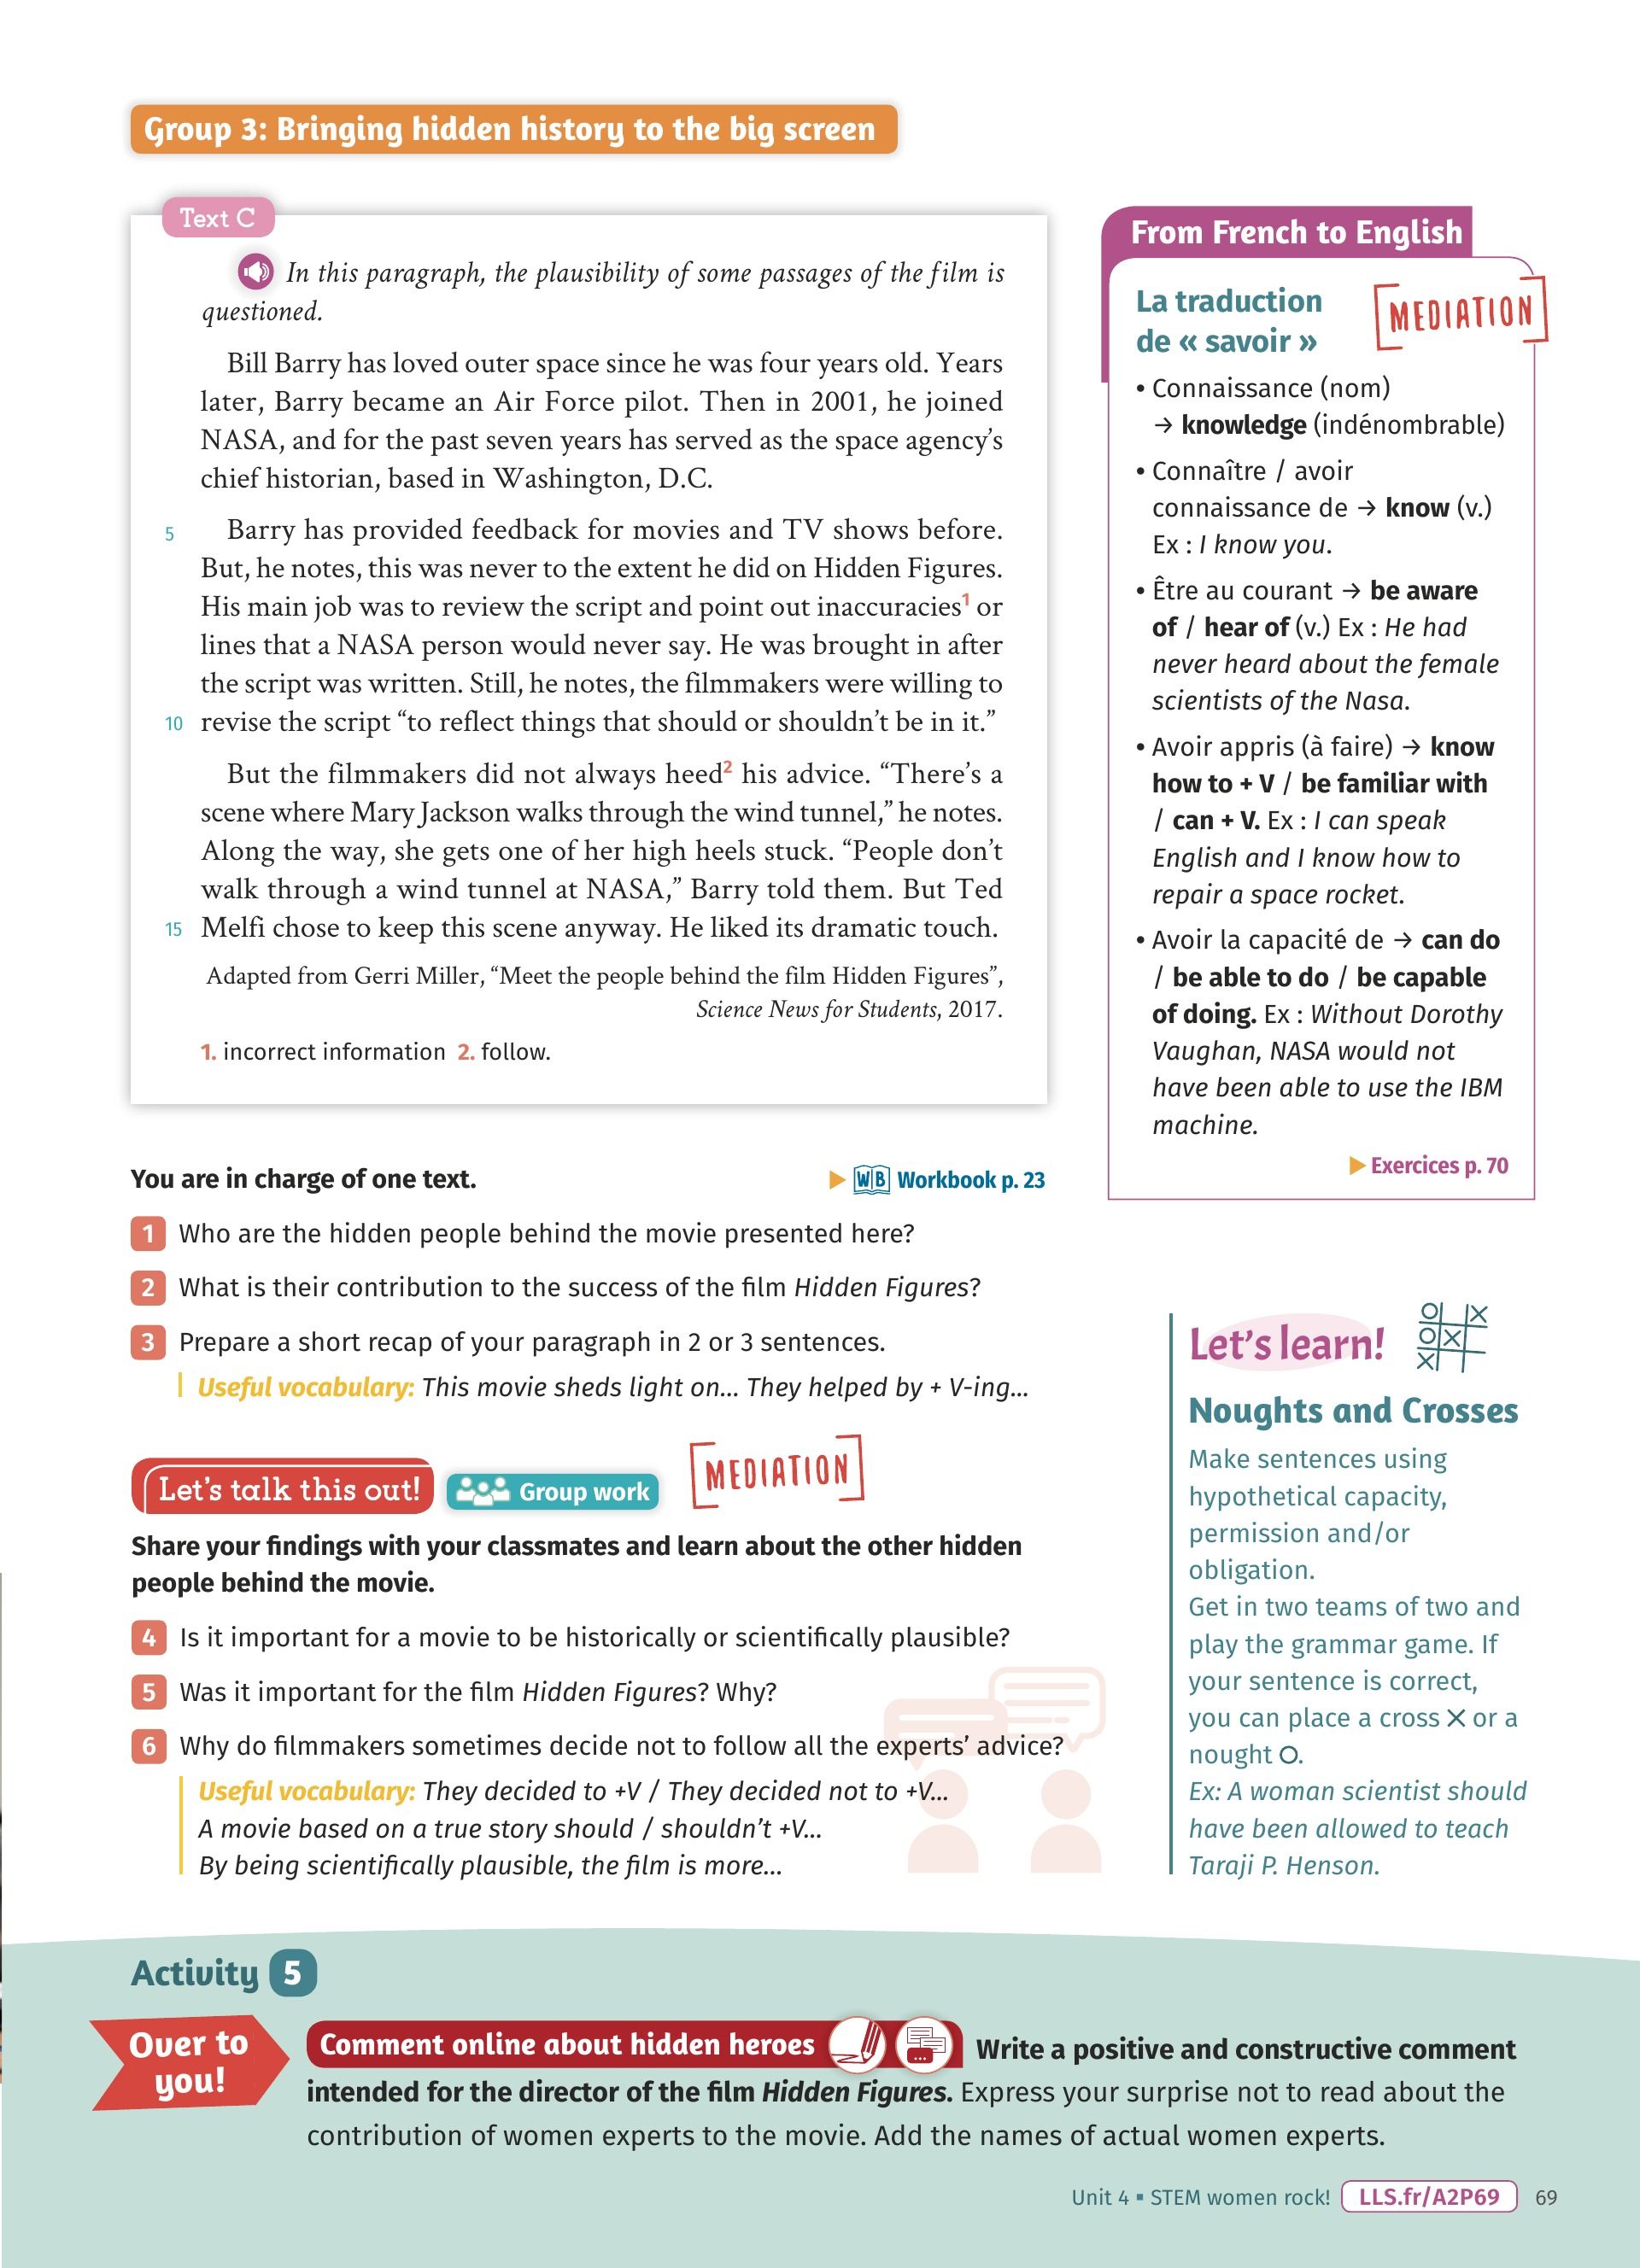 Group 3: Bringing hidden history to the big screen
Text C
In this paragraph, the plausibility of some passages of the film is
questioned.
Bill Barry has loved outer space since he was four years old. Years
later, Barry became an Air Force pilot. Then in 2001, he joined
NASA, and for the past seven years has served as the space agency’s
chief historian, based in Washington, D.C.
5 Barry has provided feedback for movies and TV shows before.
But, he notes, this was never to the extent he did on Hidden Figures.
His main job was to review the script and point out inaccuracies1 or
lines that a NASA person would never say. He was brought in after
the script was written. Still, he notes, the filmmakers were willing to
10 revise the script “to reflect things that should or shouldn’t be in it.”
But the filmmakers did not always heed2 his advice. “There’s a
scene where Mary Jackson walks through the wind tunnel,” he notes.
Along the way, she gets one of her high heels stuck. “People don’t
walk through a wind tunnel at NASA,” Barry told them. But Ted
15 Melfi chose to keep this scene anyway. He liked its dramatic touch.
Adapted from Gerri Miller, “Meet the people behind the film Hidden Figures”,
Science News for Students, 2017.
1. incorrect information 2. follow.
From French to English
MEDIATION
La traduction
de « savoir »
• Connaissance (nom)
→ knowledge (indénombrable)
• Connaître / avoir
connaissance de → know (v.)
Ex : I know you.
• Être au courant → be aware
of / hear of (v.) Ex : He had
never heard about the female
scientists of the Nasa.
• Avoir appris (à faire) → know
how to + V / be familiar with
/ can + V. Ex : I can speak
English and I know how to
repair a space rocket.
• Avoir la capacité de → can do
/ be able to do / be capable
of doing. Ex : Without Dorothy
Vaughan, NASA would not
have been able to use the IBM
machine.
Exercices p. 70
You are in charge of one text.
WB Workbook p. 23
1 Who are the hidden people behind the movie presented here?
2 What is their contribution to the success of the film Hidden Figures?
3 Prepare a short recap of your paragraph in 2 or 3 sentences.
Useful vocabulary: This movie sheds light on... They helped by + V-ing...
Let’s talk this out!
Group work
MEDIATION
Share your findings with your classmates and learn about the other hidden
people behind the movie.
4 Is it important for a movie to be historically or scientifically plausible?
5 Was it important for the film Hidden Figures? Why?
6 Why do filmmakers sometimes decide not to follow all the experts’ advice?
Useful vocabulary: They decided to +V / They decided not to +V...
A movie based on a true story should / shouldn’t +V...
By being scientifically plausible, the film is more...
Let’s learn!
Noughts and Crosses
Make sentences using
hypothetical capacity,
permission and/or
obligation.
Get in two teams of two and
play the grammar game. If
your sentence is correct,
you can place a cross X or a
nought O.
Ex: A woman scientist should
have been allowed to teach
Taraji P. Henson.
Activity 5
Over to
you!
Comment online about hidden heroes Write a positive and constructive comment
intended for the director of the film Hidden Figures. Express your surprise not to read about the
contribution of women experts to the movie. Add the names of actual women experts.
Unit 4 ▪ STEM women rock! LLS.fr/A2P69 69